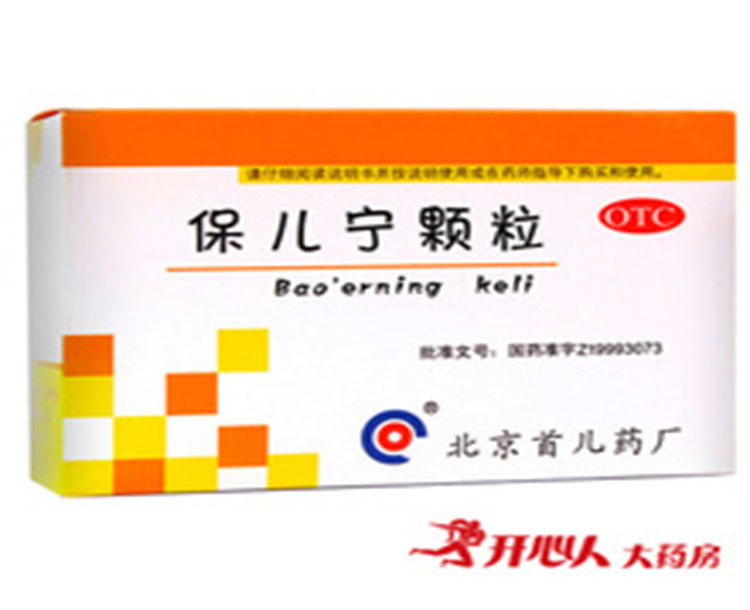 请仔细阅读说明书并按说明使用或在药师指导下购买和使用。
保儿宁颗粒
OTC
Bao'erning keli
批准文号：国药准字Z19993073
®
北京首儿药厂
开心人大药房